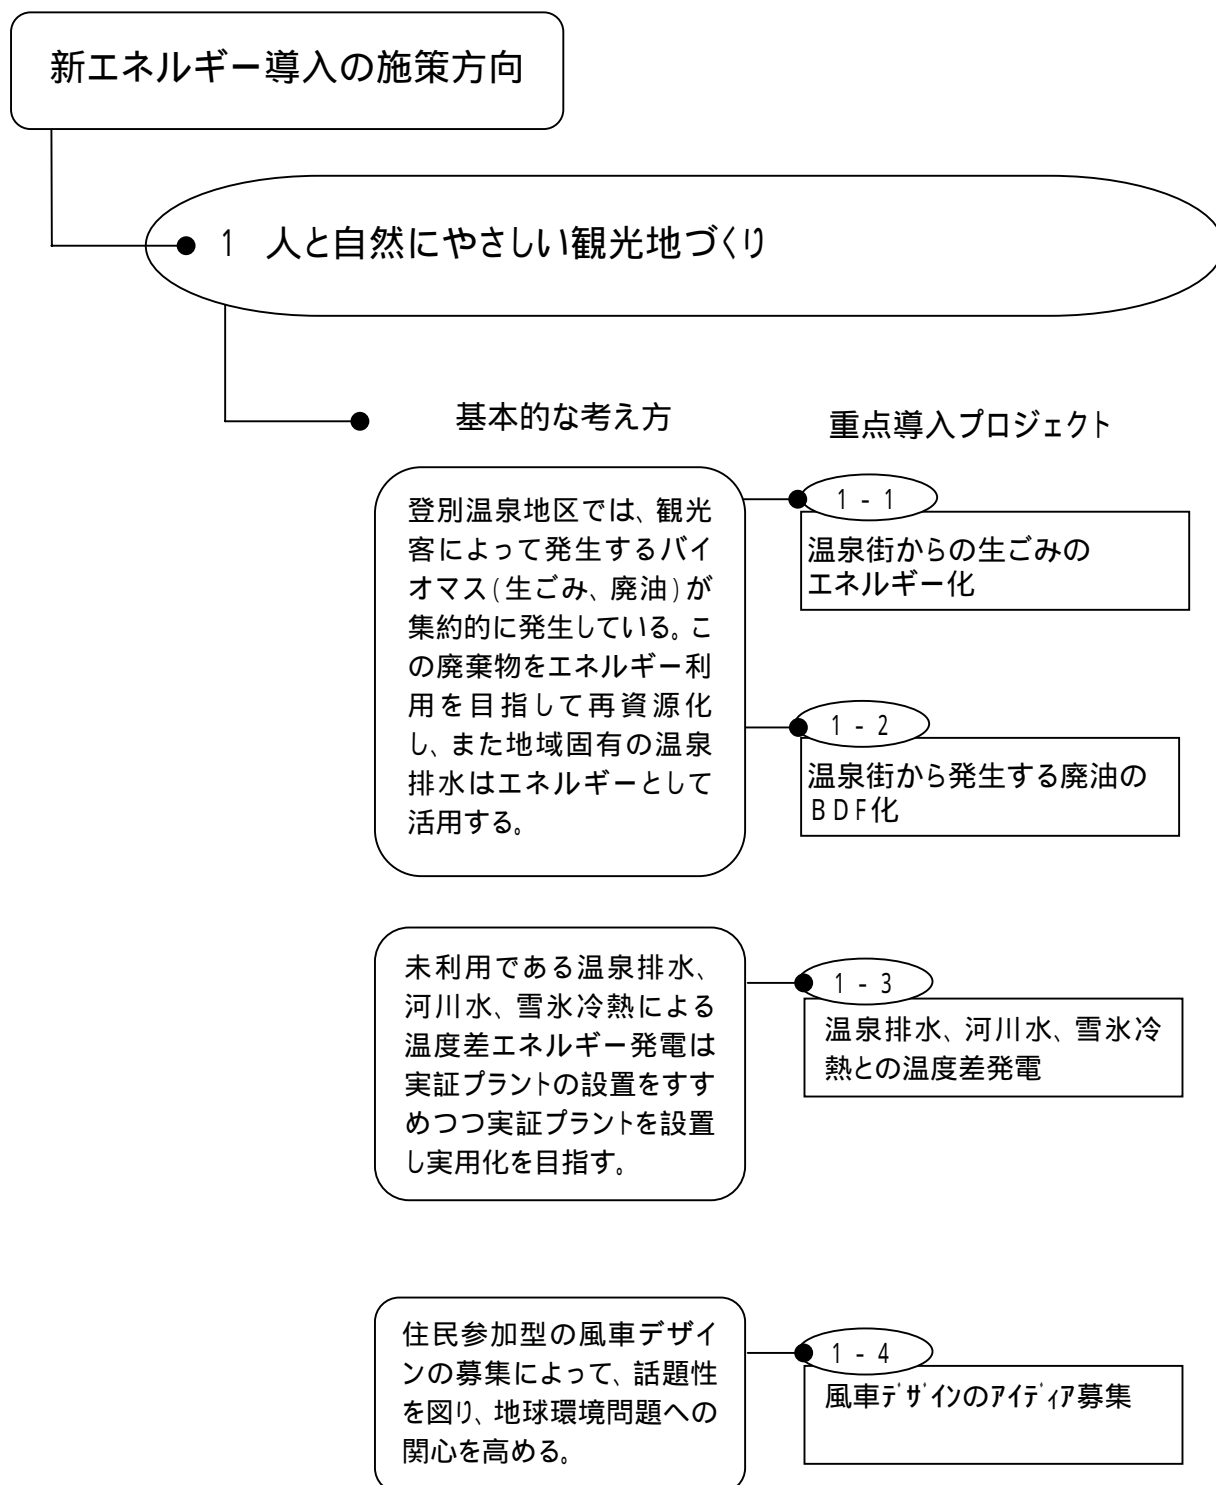 新エネルギー導入の施策方向
1 人と自然にやさしい観光地づくり
基本的な考え方
重点導入プロジェクト
登別温泉地区では、観光
客によって発生するバイ
オマス(生ごみ、廃油)が
集約的に発生している。こ
の廃棄物をエネルギー利
用を目指して再資源化
し、また地域固有の温泉
排水はエネルギーとして
活用する。
1-1
温泉街からの生ごみの
エネルギー化
1-2
温泉街から発生する廃油の
BDF化
未利用である温泉排水、
河川水、雪氷冷熱による
温度差エネルギー発電は
実証プラントの設置をすす
めつつ実証プラントを設置
し実用化を目指す。
1-3
温泉排水、河川水、雪氷冷
熱との温度差発電
住民参加型の風車デザイ
ンの募集によって、話題性
を図り、地球環境問題への
関心を高める。
1-4
風車ﾃﾞｻﾞｲﾝのｱｲﾃﾞｨｱ募集